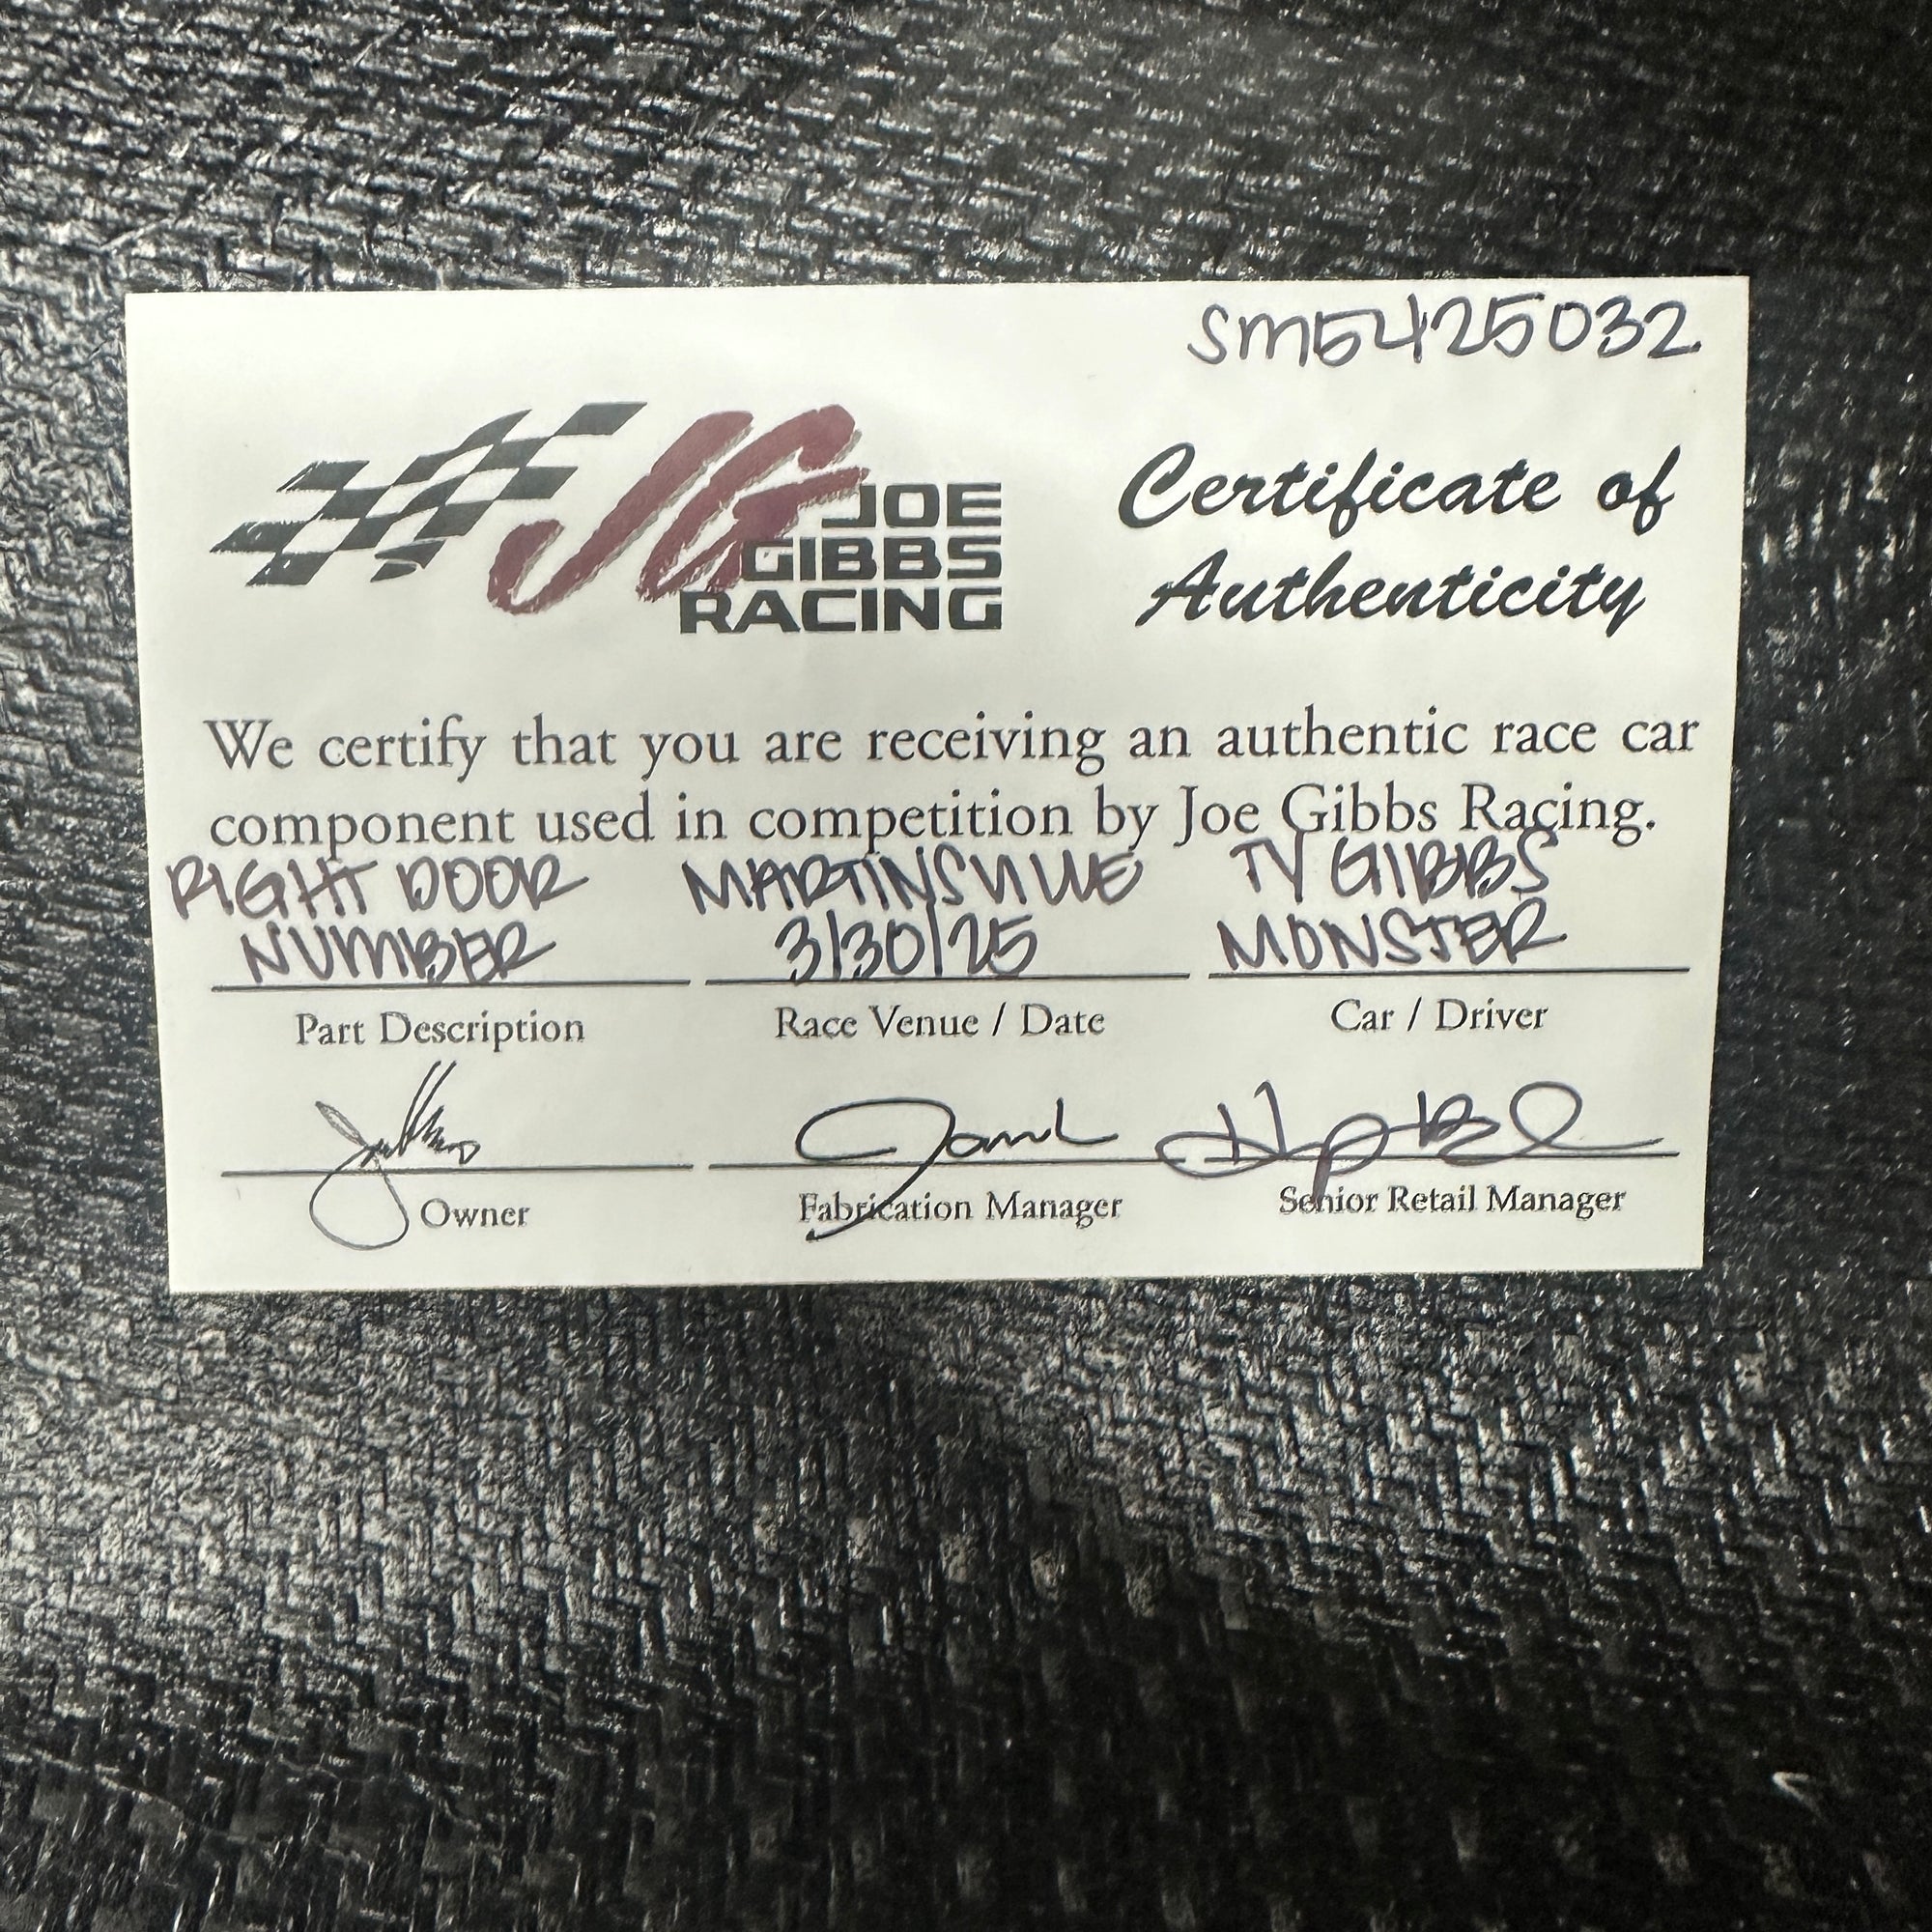 SM5425032
JG JOE
GIBBS
RACING
Certificate of
Authenticity
We certify that you are receiving an authentic race car
component used in competition by Joe Gibbs Racing.
RIGHT DOOR
NUMBER
Part Description
MARTINSVILLE
3/30/25
Race Venue / Date
TY GIBBS
MONSTER
Car / Driver
Owner
Fabrication Manager
Senior Retail Manager